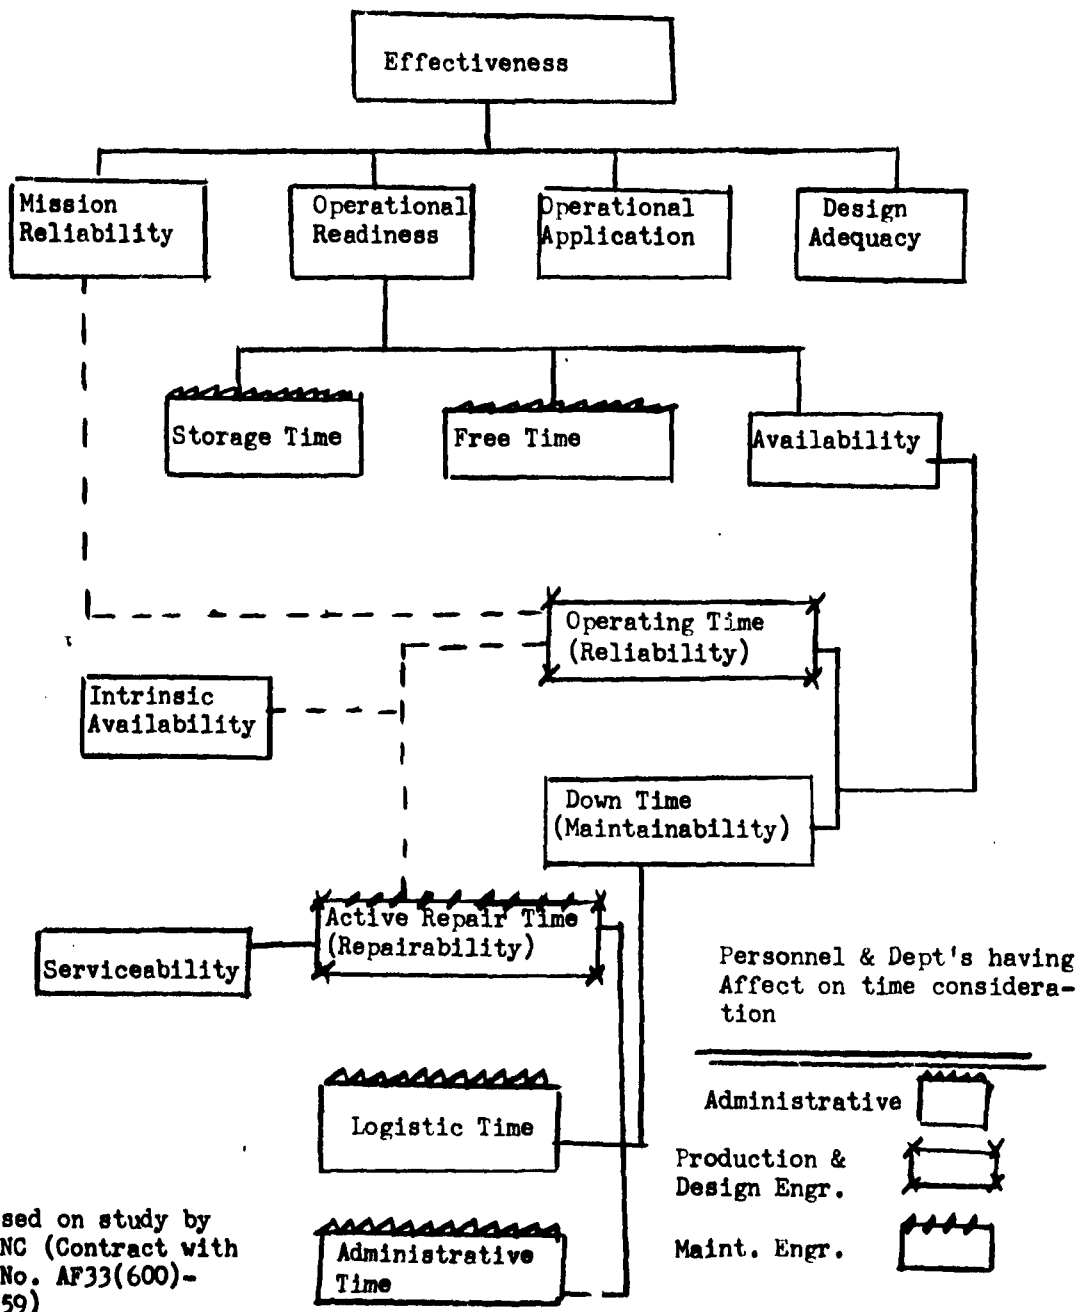 Effectiveness
Mission
Reliability
Operational
Readiness
Operational
Application
Design
Adequacy
Storage Time
Free Time
Availability
Operating Time
(Reliability)
Intrinsic
Availability
Down Time
(Maintainability)
Active Repair Time
(Repairability)
Serviceability
Personnel & Dept's having
Affect on time considera-
tion
Logistic Time
Administrative
Production &
Design Engr.
Maint. Engr.
Administrative
Time
sed on study by
NC (Contract with
No. AF33(600)-
59)